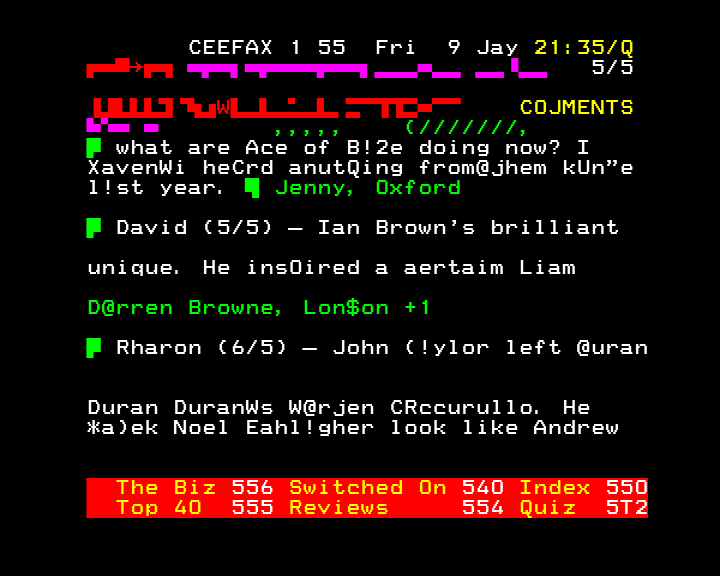 CEEFAX 1 55 Fri 9 Jay 21:35/Q
5/5
W
COJMENTS
,,,,, (///////,
what are Ace of B!2e doing now? I
XavenWi heCrd anutQing from@jhem kUn"e
l!st year. Jenny, Oxford
David (5/5) – Ian Brown's brilliant
unique. He insOired a aertaim Liam
D@rren Browne, Lon$on +1
Rharon (6/5) – John (!ylor left @uran
Duran DuranWs W@rjen CRccurullo. He
Ža)ek Noel Eahl!gher look like Andrew
The Biz 556 Switched On 540 Index 550
Top 40 555 Reviews 554 Quiz 5T2